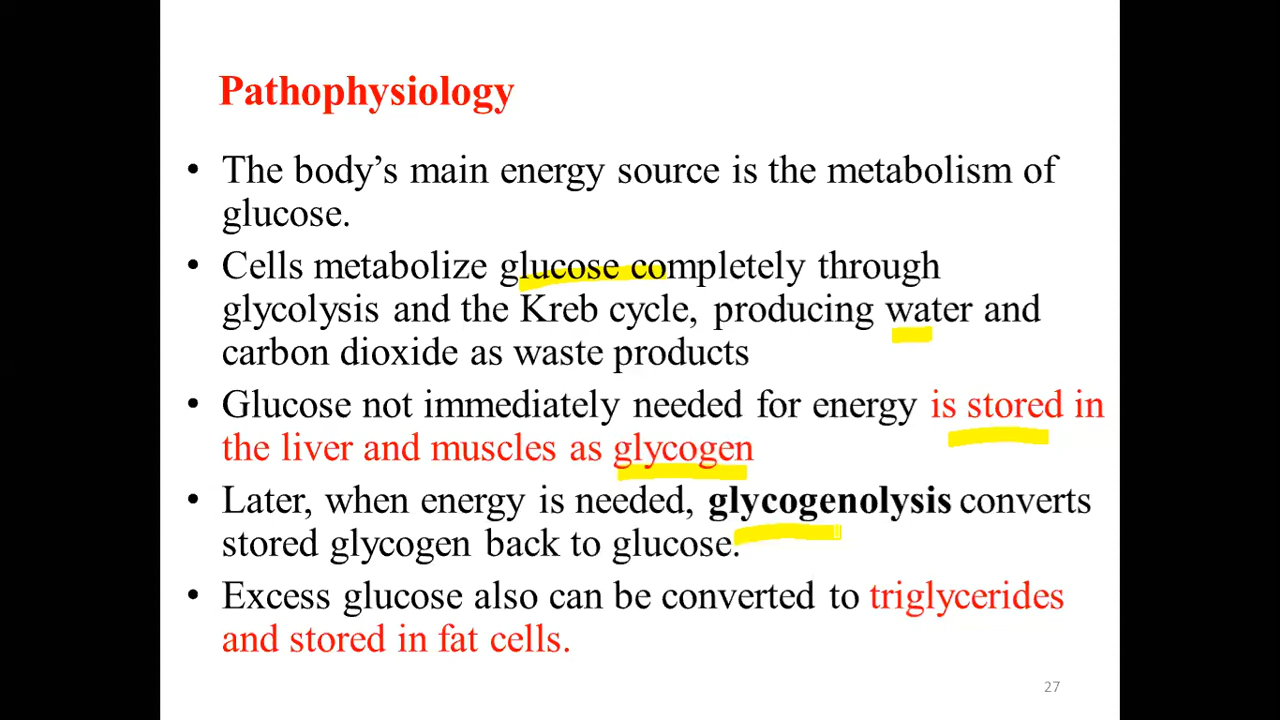 Pathophysiology
• The body’s main energy source is the metabolism of
glucose.
• Cells metabolize glucose completely through
glycolysis and the Kreb cycle, producing water and
carbon dioxide as waste products
• Glucose not immediately needed for energy is stored in
the liver and muscles as glycogen
• Later, when energy is needed, glycogenolysis converts
stored glycogen back to glucose.
• Excess glucose also can be converted to triglycerides
and stored in fat cells.
27